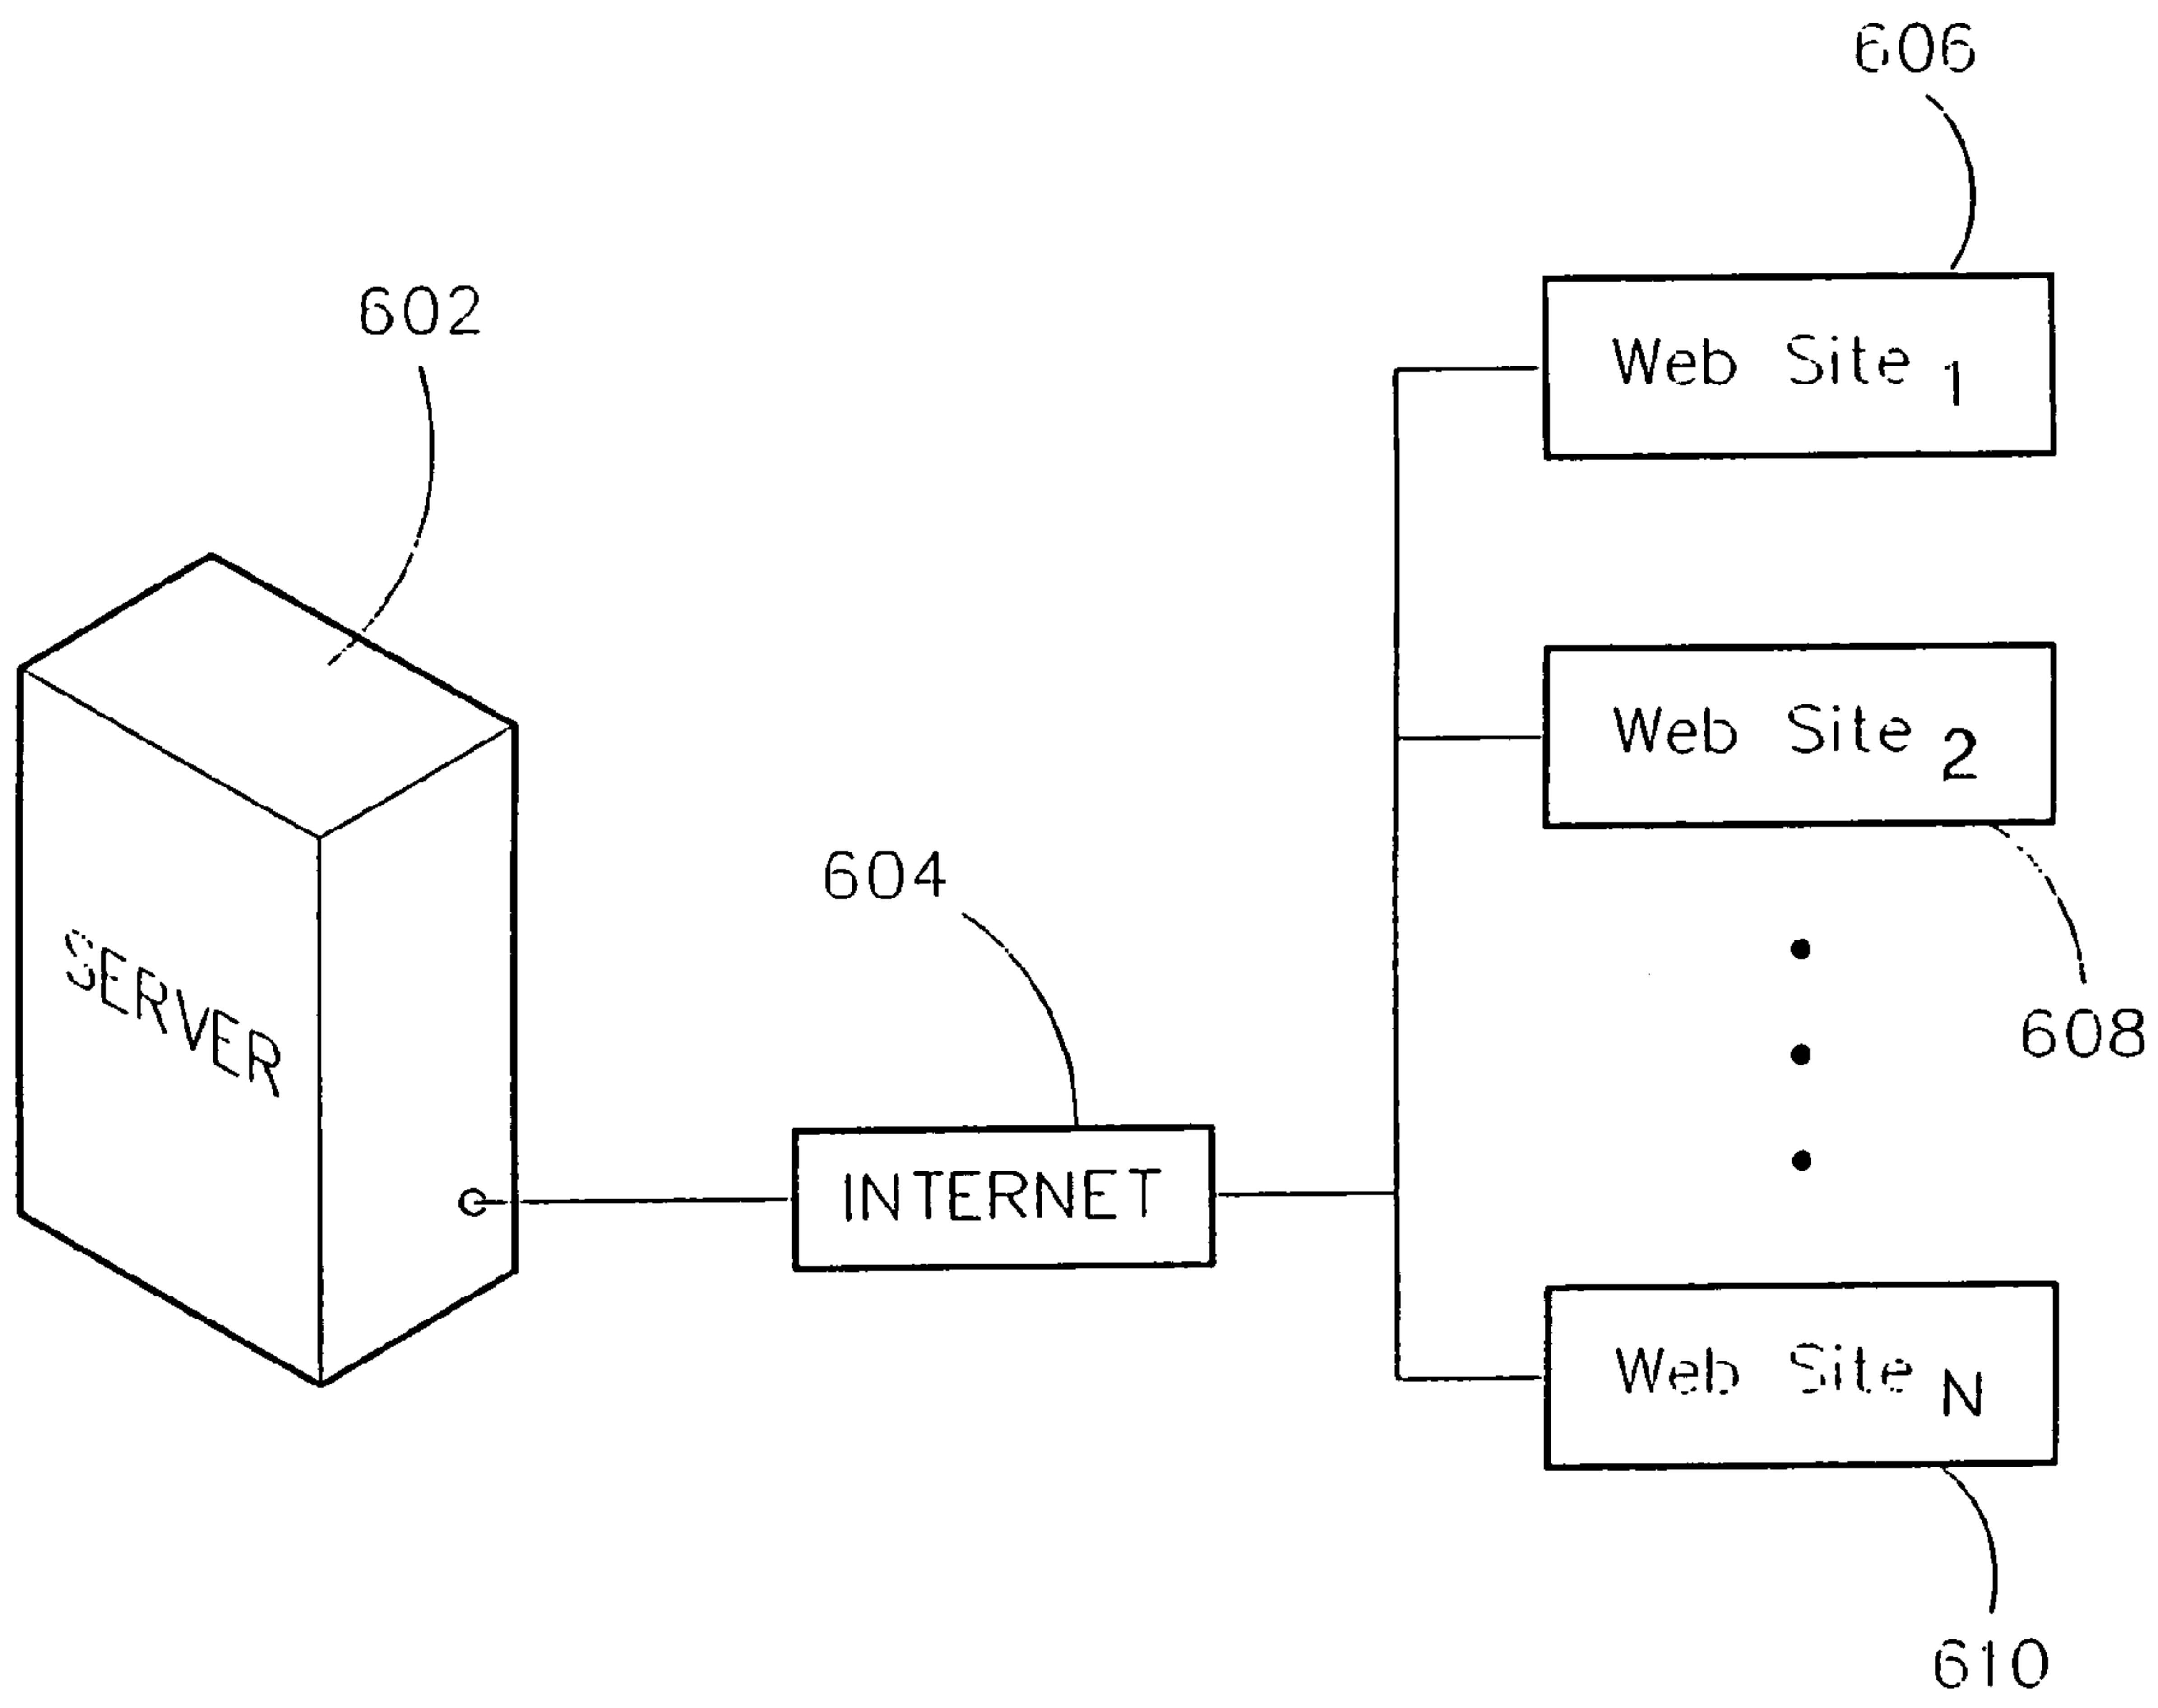 606
602
Web Site 1
Web Site 2
604
SERVER
608
INTERNET
Web Site N
610